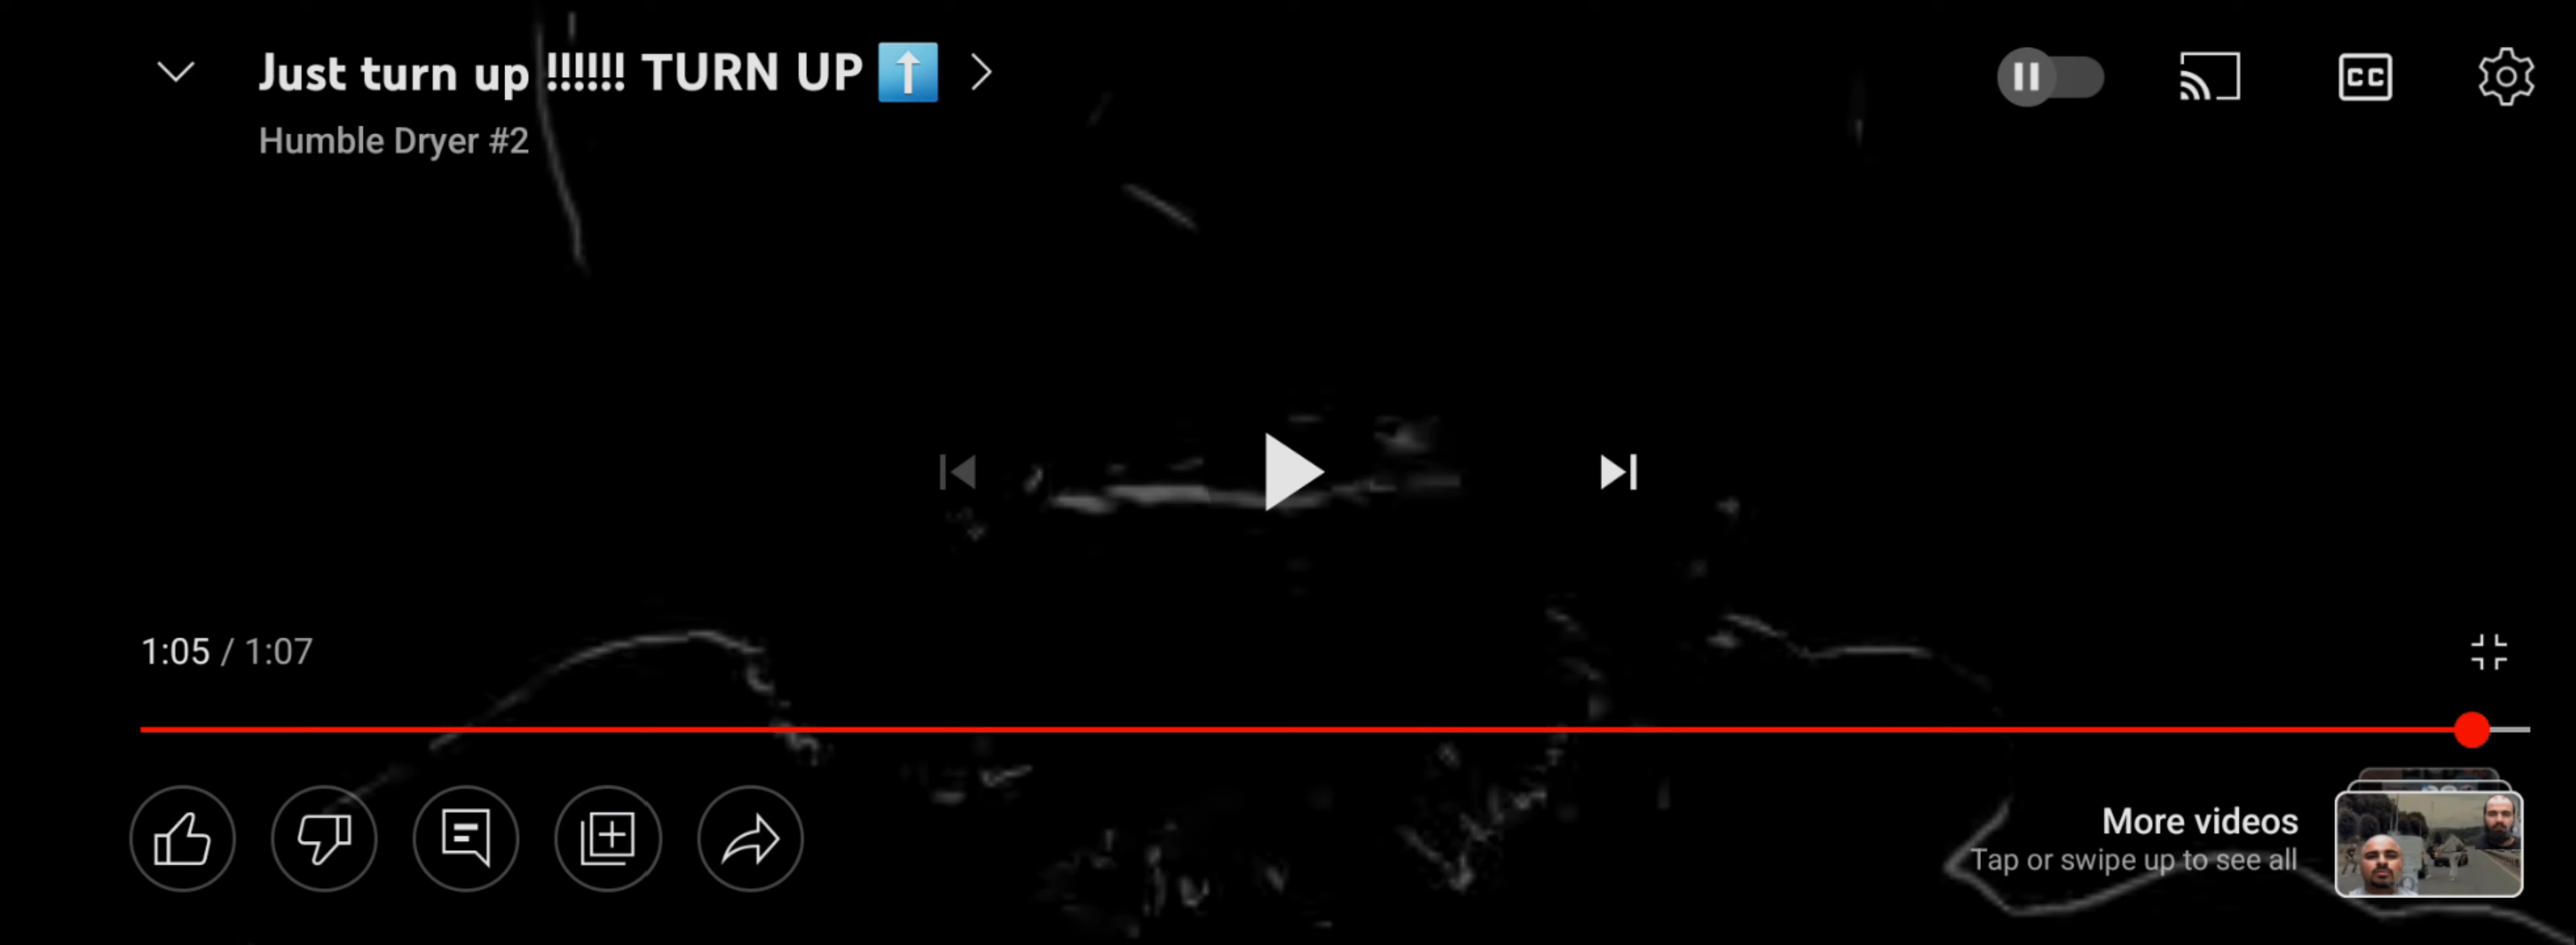 Just turn up !!!!!! TURN UP ⬆️
Humble Dryer #2
CC
1:05 / 1:07
More videos
Tap or swipe up to see all